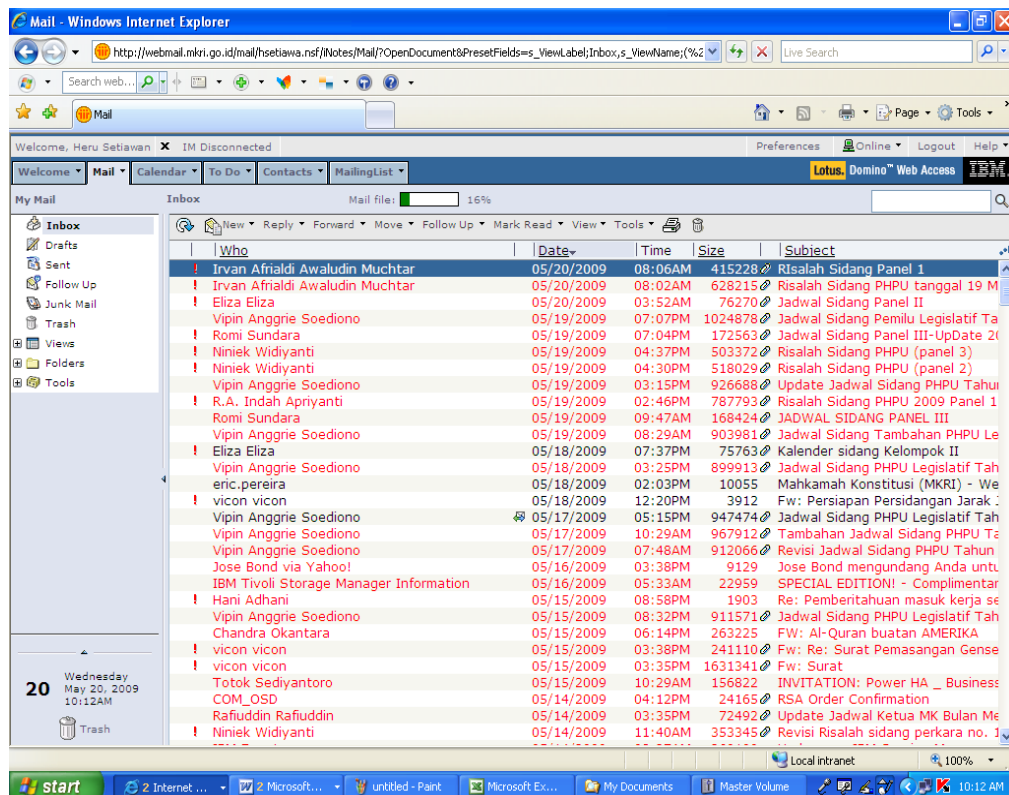 Mail - Windows Internet Explorer
http://webmail.mkri.go.id/mail/hsetiawa.nsf/iNotes/Mail/?OpenDocument&PresetFields=s_ViewLabel;Inbox,s_ViewName;(%2 Live Search
Search web...
Mail Page Tools
Welcome, Heru Setiawan X IM Disconnected Preferences Online Logout Help
Welcome Mail Calendar To Do Contacts MailingList Lotus. Domino™ Web Access IBM.
My Mail Inbox Mail file: 16%
Inbox New Reply Forward Move Follow Up Mark Read View Tools
Drafts
Sent
Follow Up
Junk Mail
Trash
Views
Folders
Tools
Who Date Time Size Subject
! Irvan Afrialdi Awaludin Muchtar 05/20/2009 08:06AM 415228 RIsalah Sidang Panel 1
! Irvan Afrialdi Awaludin Muchtar 05/20/2009 08:02AM 628215 Risalah Sidang PHPU tanggal 19 M
! Eliza Eliza 05/20/2009 03:52AM 76270 Jadwal Sidang Panel II
Vipin Anggrie Soediono 05/19/2009 07:07PM 1024878 Jadwal Sidang Pemilu Legislatif Ta
! Romi Sundara 05/19/2009 07:04PM 172563 Jadwal Sidang Panel III-UpDate 20
! Niniek Widiyanti 05/19/2009 04:37PM 503372 Risalah Sidang PHPU (panel 3)
! Niniek Widiyanti 05/19/2009 04:30PM 518029 Risalah Sidang PHPU (panel 2)
Vipin Anggrie Soediono 05/19/2009 03:15PM 926688 Update Jadwal Sidang PHPU Tahu
! R.A. Indah Apriyanti 05/19/2009 02:46PM 787793 Risalah Sidang PHPU 2009 Panel 1
Romi Sundara 05/19/2009 09:47AM 168424 JADWAL SIDANG PANEL III
Vipin Anggrie Soediono 05/19/2009 08:29AM 903981 Jadwal Sidang Tambahan PHPU Le
! Eliza Eliza 05/18/2009 07:37PM 75763 Kalender sidang Kelompok II
Vipin Anggrie Soediono 05/18/2009 03:25PM 899913 Jadwal Sidang PHPU Legislatif Tah
eric.pereira 05/18/2009 02:03PM 10055 Mahkamah Konstitusi (MKRI) - We
! vicon vicon 05/18/2009 12:20PM 3912 Fw: Persiapan Persidangan Jarak J
Vipin Anggrie Soediono 05/17/2009 05:15PM 947474 Jadwal Sidang PHPU Legislatif Tah
Vipin Anggrie Soediono 05/17/2009 10:29AM 967912 Tambahan Jadwal Sidang PHPU Ta
Vipin Anggrie Soediono 05/17/2009 07:48AM 912066 Revisi Jadwal Sidang PHPU Tahun
Jose Bond via Yahoo! 05/16/2009 03:38PM 9129 Jose Bond mengundang Anda untu
IBM Tivoli Storage Manager Information 05/16/2009 05:33AM 22959 SPECIAL EDITION! - Complimentar
! Hani Adhani 05/15/2009 08:58PM 1903 Re: Pemberitahuan masuk kerja se
Vipin Anggrie Soediono 05/15/2009 08:32PM 911571 Jadwal Sidang PHPU Legislatif Tah
Chandra Okantara 05/15/2009 06:14PM 263225 FW: Al-Quran buatan AMERIKA
! vicon vicon 05/15/2009 03:38PM 241110 Fw: Re: Surat Pemasangan Gense
! vicon vicon 05/15/2009 03:35PM 1631341 Fw: Surat
Totok Sediyantoro 05/15/2009 10:29AM 156822 INVITATION: Power HA _ Business
COM_OSD 05/14/2009 04:12PM 24165 RSA Order Confirmation
Rafiuddin Rafiuddin 05/14/2009 03:35PM 72492 Update Jadwal Ketua MK Bulan Me
! Niniek Widiyanti 05/14/2009 11:40AM 353345 Revisi Risalah sidang perkara no. 1
20 Wednesday
May 20, 2009
10:12AM
Trash
Local intranet 100%
start 2 Internet ... 2 Microsoft... untitled - Paint Microsoft Ex... My Documents Master Volume 10:12 AM